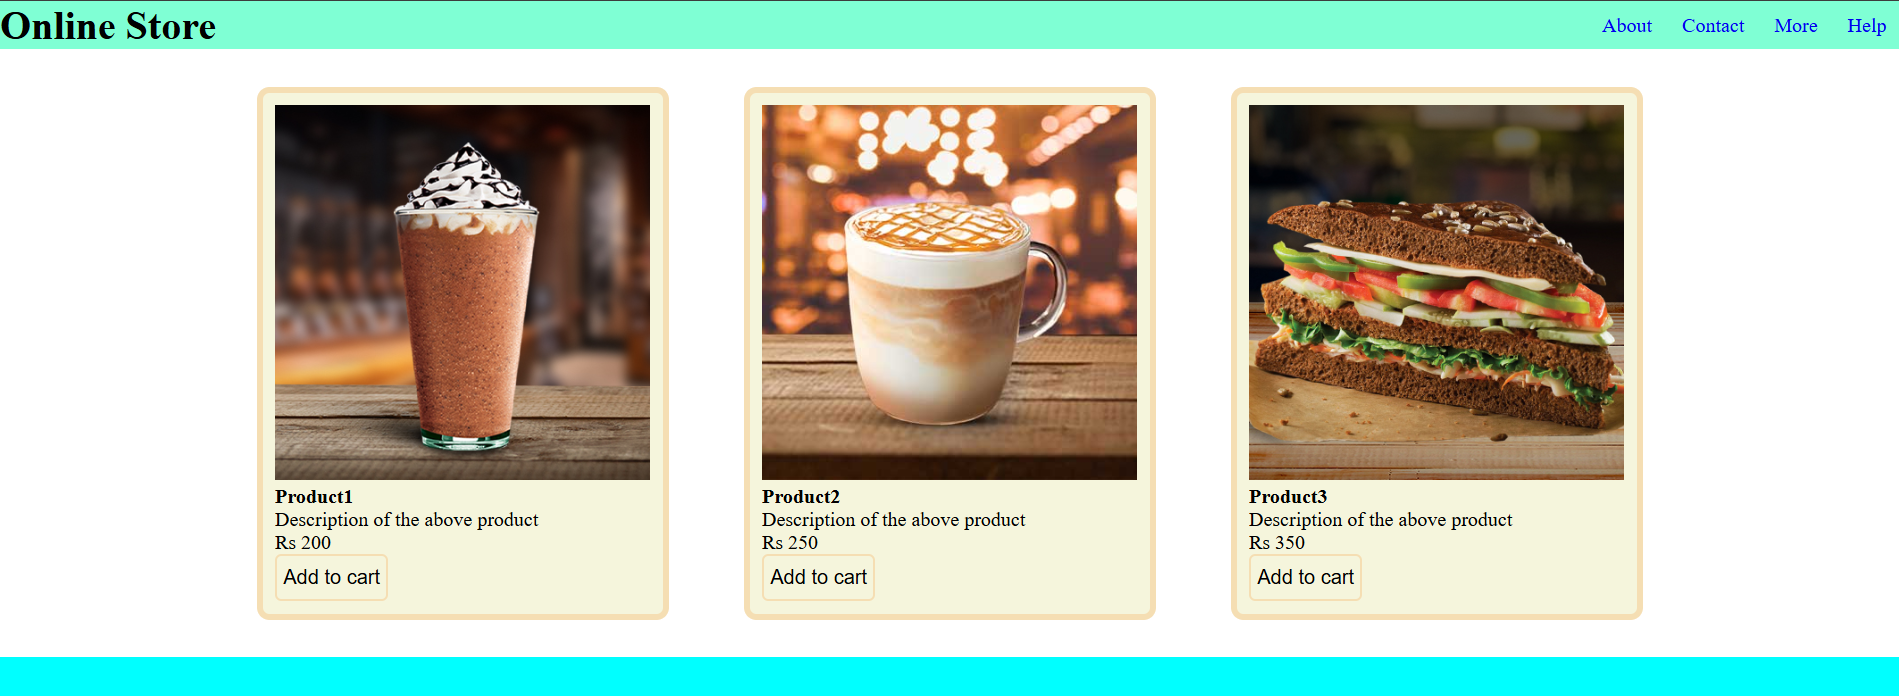 Online Store
About Contact More Help
Product1
Description of the above product
Rs 200
Add to cart
Product2
Description of the above product
Rs 250
Add to cart
Product3
Description of the above product
Rs 350
Add to cart